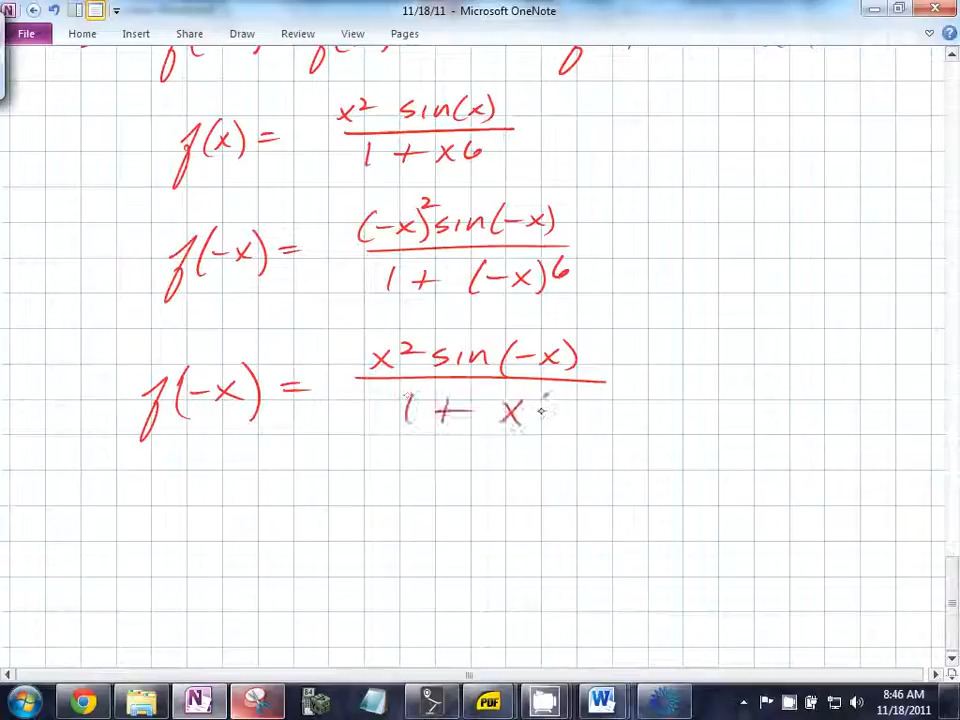 11/18/11 - Microsoft OneNote
File Home Insert Share Draw Review View Pages
f(x) = x² sin(x) / 1 + x6
f(-x) = (-x)² sin(-x) / 1 + (-x)6
f(-x) = x² sin(-x) / 1 + x
PDF
W
8:46 AM
11/18/2011